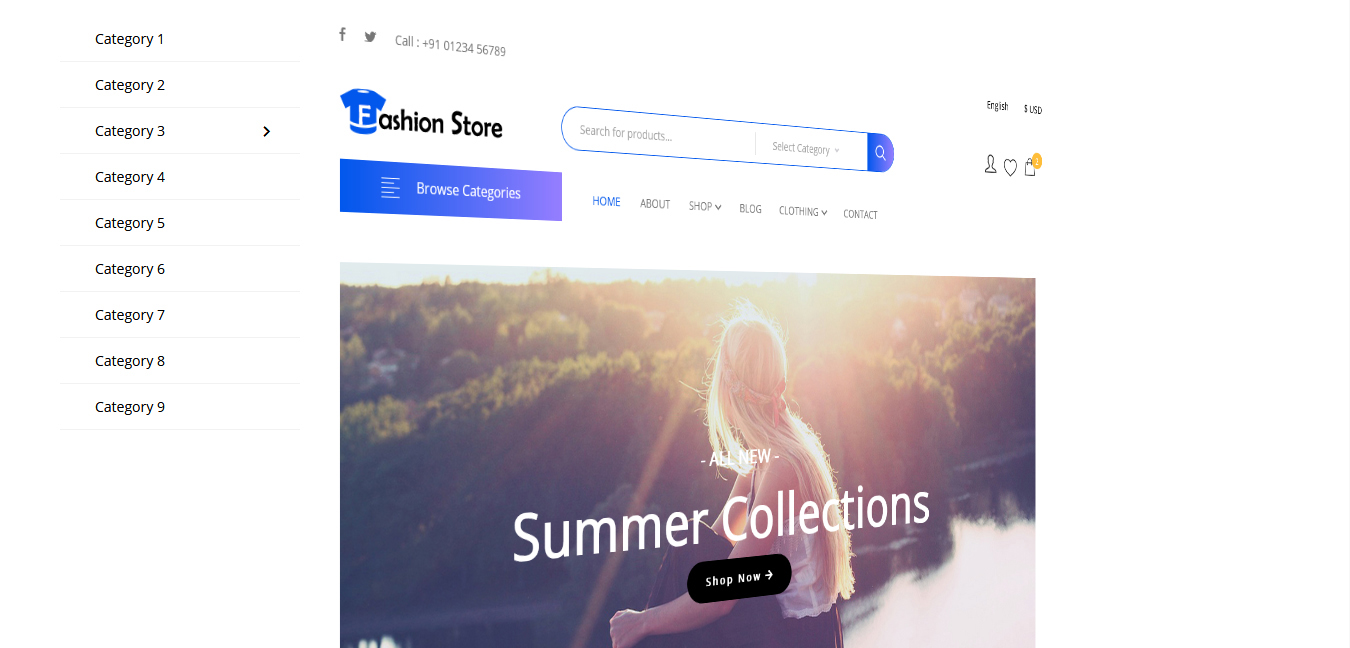 Category 1
Category 2
Category 3
Category 4
Category 5
Category 6
Category 7
Category 8
Category 9
Call : +91 01234 56789
English $ USD
Fashion Store
Search for products... Select Category
Browse Categories
HOME ABOUT SHOP BLOG CLOTHING CONTACT
- ALL NEW -
Summer Collections
Shop Now →